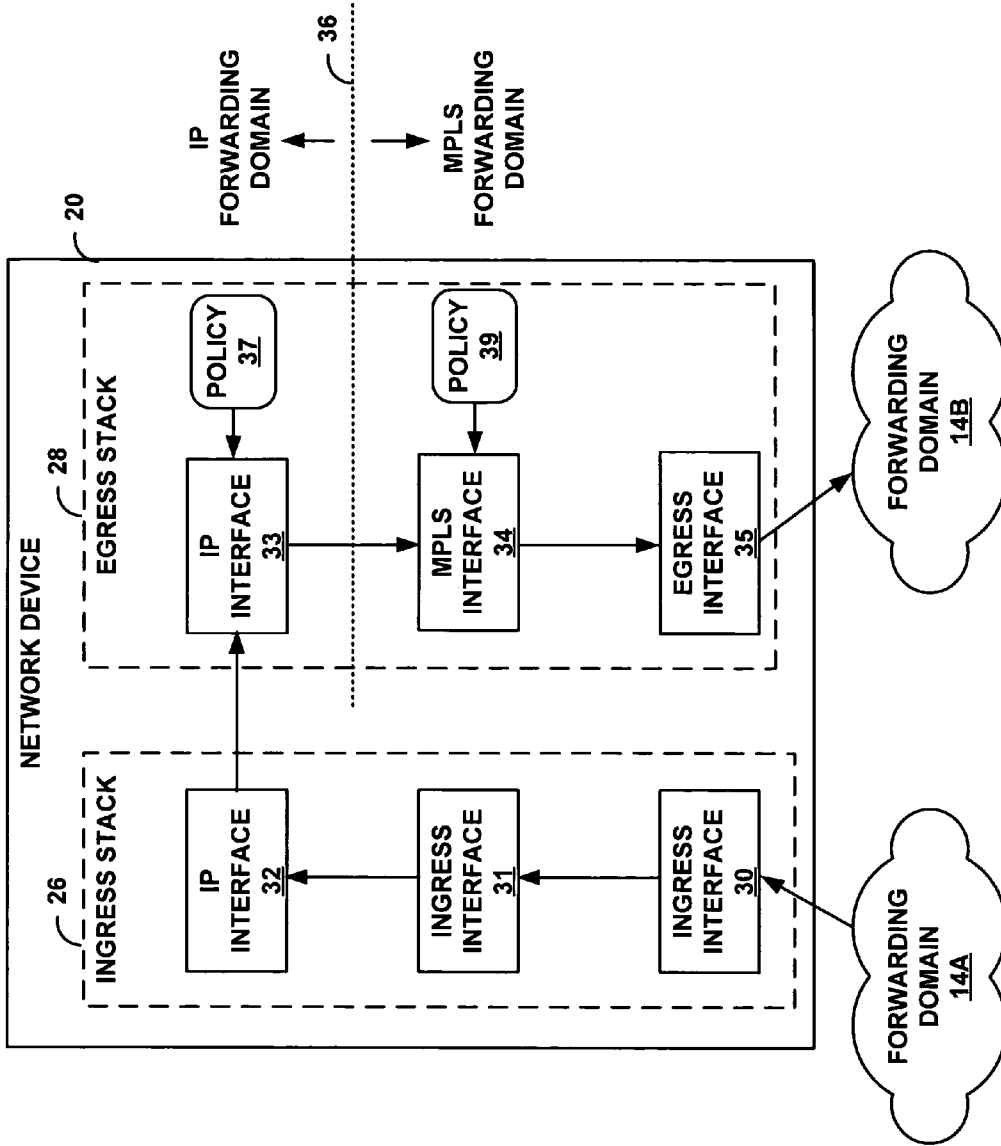 NETWORK DEVICE
20
26
INGRESS STACK
28
EGRESS STACK
IP
INTERFACE
32
IP
INTERFACE
33
POLICY
37
IP
FORWARDING
DOMAIN
36
INGRESS
INTERFACE
31
MPLS
INTERFACE
34
POLICY
39
MPLS
FORWARDING
DOMAIN
INGRESS
INTERFACE
30
EGRESS
INTERFACE
35
FORWARDING
DOMAIN
14A
FORWARDING
DOMAIN
14B